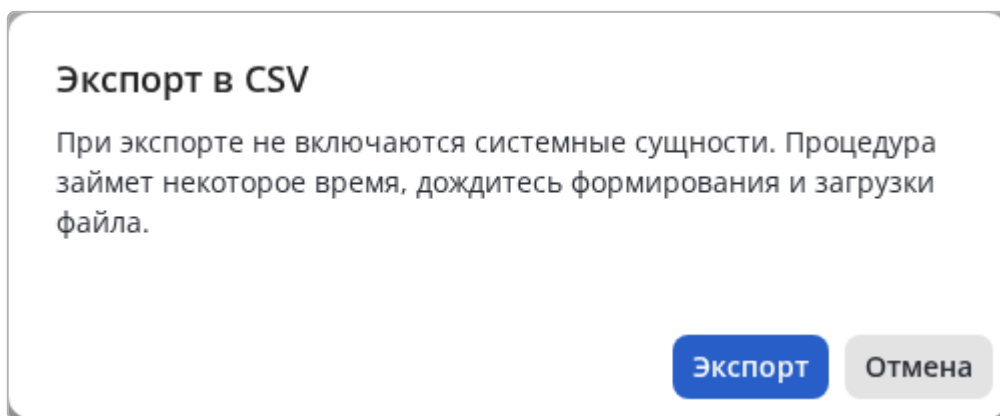 Экспорт в CSV
При экспорте не включаются системные сущности. Процедура
займет некоторое время, дождитесь формирования и загрузки
файла.
Экспорт
Отмена